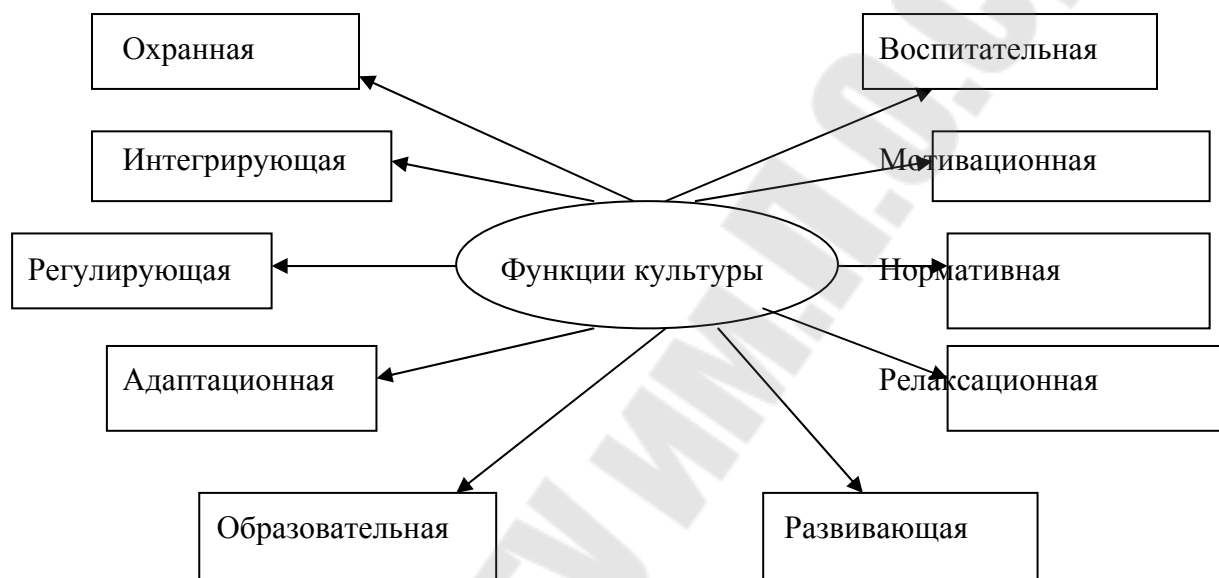 Охранная
Воспитательная
Интегрирующая
Мотивационная
Регулирующая
Функции культуры
Нормативная
Адаптационная
Релаксационная
Образовательная
Развивающая